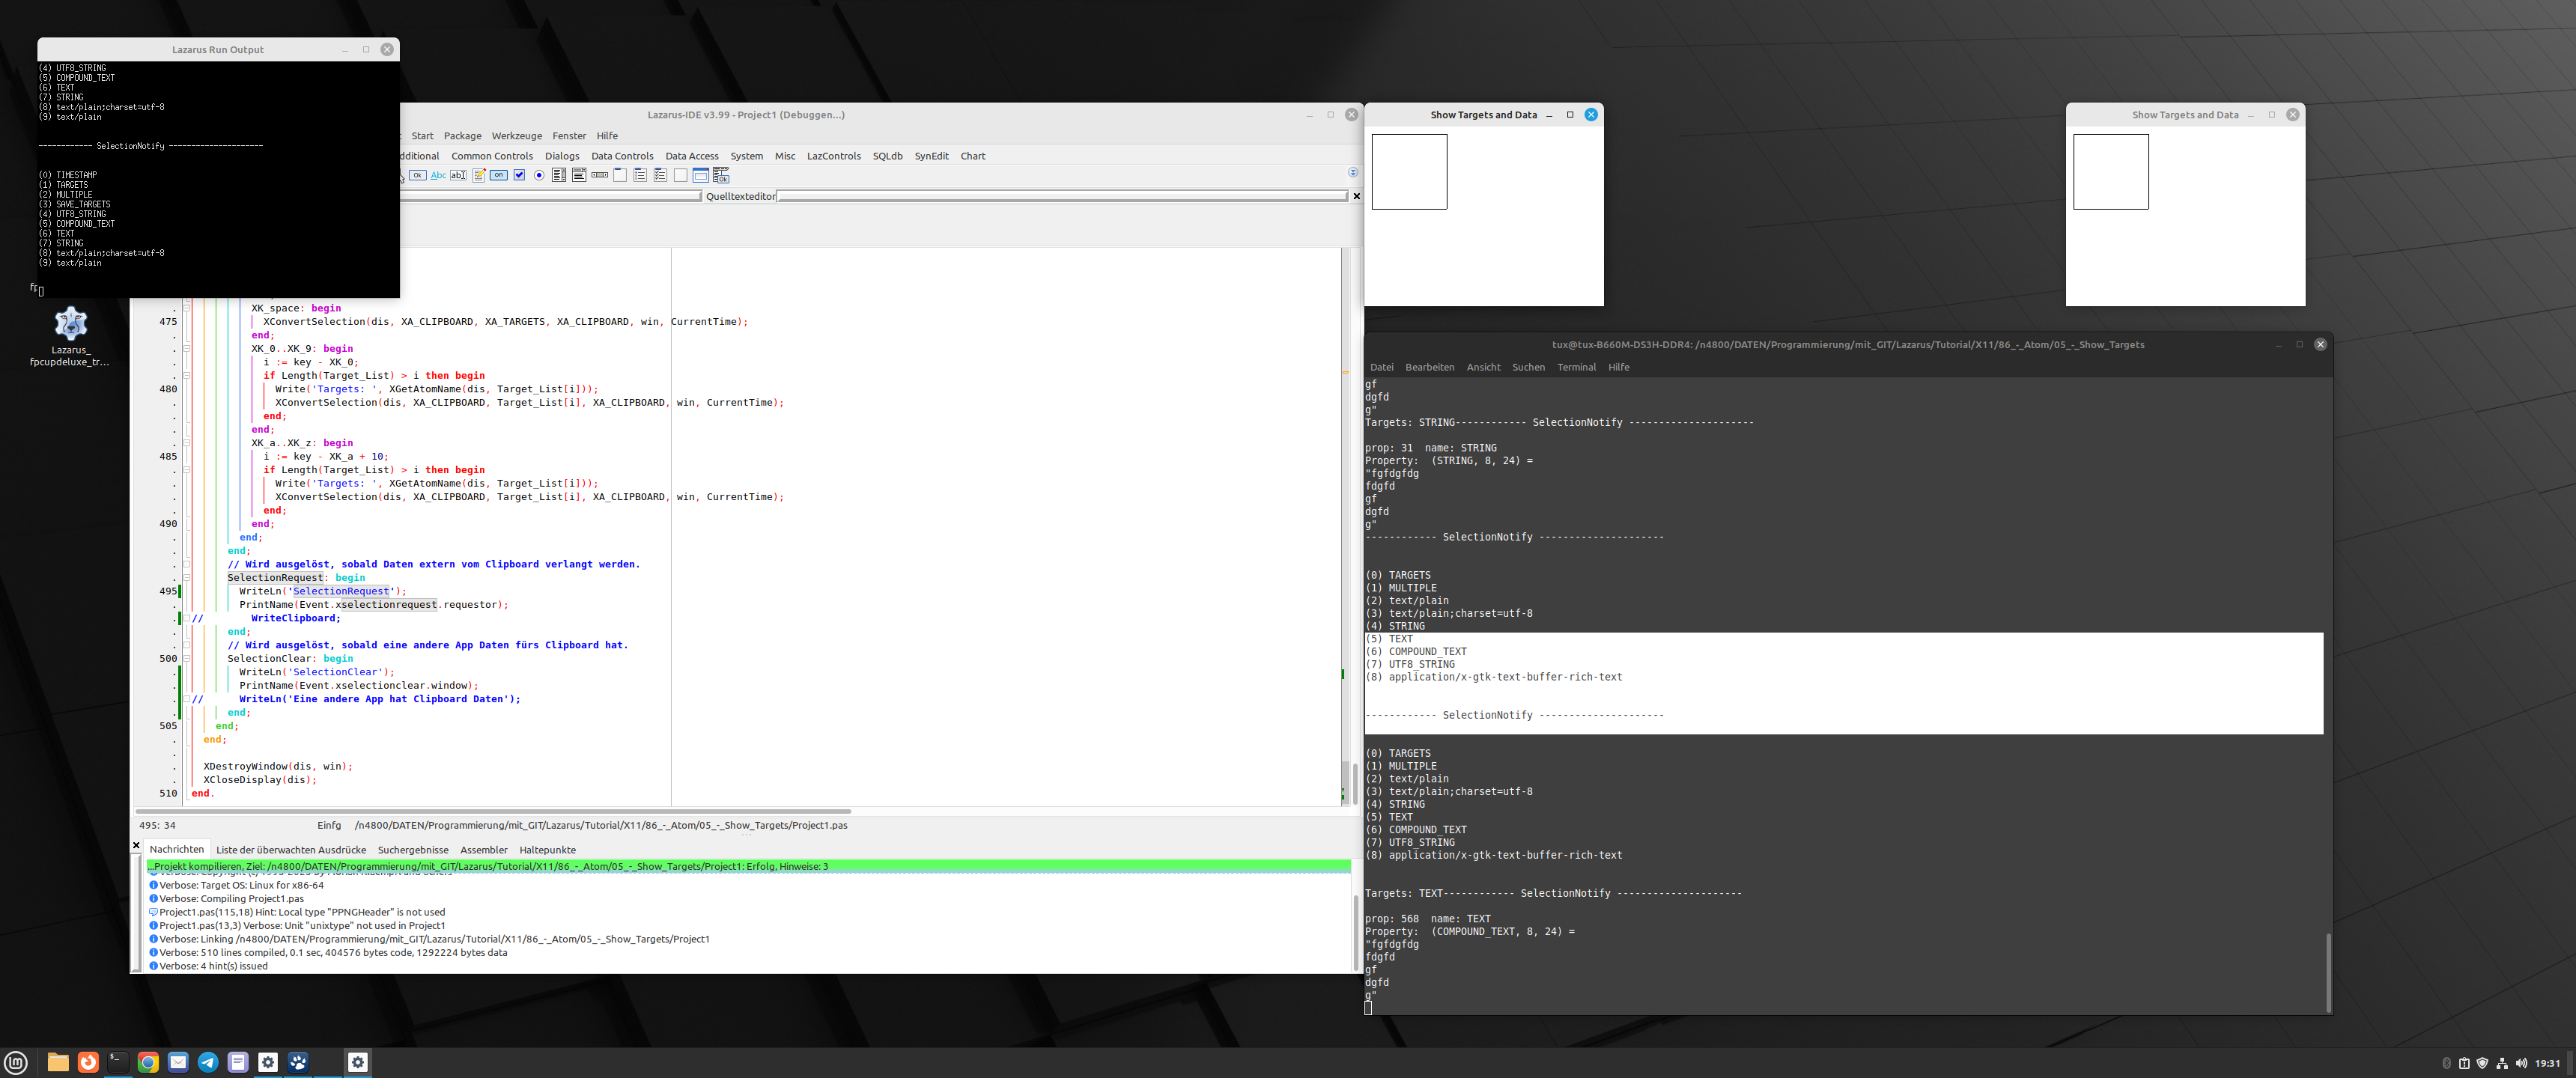 Lazarus Run Output
(4) UTF8_STRING
(5) COMPOUND_TEXT
(6) TEXT
(7) STRING
(8) text/plain;charset=utf-8
(9) text/plain
------------ SelectionNotify ---------------------
(0) TIMESTAMP
(1) TARGETS
(2) MULTIPLE
(3) SAVE_TARGETS
(4) UTF8_STRING
(5) COMPOUND_TEXT
(6) TEXT
(7) STRING
(8) text/plain;charset=utf-8
(9) text/plain
Lazarus_
fpcupdeluxe_tr...
Lazarus-IDE v3.99 - Project1 (Debuggen...)
Start Package Werkzeuge Fenster Hilfe
dditional Common Controls Dialogs Data Controls Data Access System Misc LazControls SQLdb SynEdit Chart
Quelltexteditor
XK_space: begin
475 XConvertSelection(dis, XA_CLIPBOARD, XA_TARGETS, XA_CLIPBOARD, win, CurrentTime);
end;
XK_0..XK_9: begin
i := key - XK_0;
if Length(Target_List) > i then begin
480 Write('Targets: ', XGetAtomName(dis, Target_List[i]));
XConvertSelection(dis, XA_CLIPBOARD, Target_List[i], XA_CLIPBOARD, win, CurrentTime);
end;
end;
XK_a..XK_z: begin
485 i := key - XK_a + 10;
if Length(Target_List) > i then begin
Write('Targets: ', XGetAtomName(dis, Target_List[i]));
XConvertSelection(dis, XA_CLIPBOARD, Target_List[i], XA_CLIPBOARD, win, CurrentTime);
end;
490 end;
end;
end;
// Wird ausgelöst, sobald Daten extern vom Clipboard verlangt werden.
SelectionRequest: begin
495 WriteLn('SelectionRequest');
PrintName(Event.xselectionrequest.requestor);
// WriteClipboard;
end;
// Wird ausgelöst, sobald eine andere App Daten fürs Clipboard hat.
500 SelectionClear: begin
WriteLn('SelectionClear');
PrintName(Event.xselectionclear.window);
// WriteLn('Eine andere App hat Clipboard Daten');
end;
505 end;
end;
XDestroyWindow(dis, win);
XCloseDisplay(dis);
510 end.
495: 34 Einfg /n4800/DATEN/Programmierung/mit_GIT/Lazarus/Tutorial/X11/86_-_Atom/05_-_Show_Targets/Project1.pas
Nachrichten Liste der überwachten Ausdrücke Suchergebnisse Assembler Haltepunkte
...Projekt kompilieren, Ziel: /n4800/DATEN/Programmierung/mit_GIT/Lazarus/Tutorial/X11/86_-_Atom/05_-_Show_Targets/Project1: Erfolg, Hinweise: 3
Verbose: Target OS: Linux for x86-64
Verbose: Compiling Project1.pas
Project1.pas(115,18) Hint: Local type "PPNGHeader" is not used
Project1.pas(13,3) Verbose: Unit "unixtype" not used in Project1
Verbose: Linking /n4800/DATEN/Programmierung/mit_GIT/Lazarus/Tutorial/X11/86_-_Atom/05_-_Show_Targets/Project1
Verbose: 510 lines compiled, 0.1 sec, 404576 bytes code, 1292224 bytes data
Verbose: 4 hint(s) issued
Show Targets and Data
Show Targets and Data
tux@tux-B660M-DS3H-DDR4: /n4800/DATEN/Programmierung/mit_GIT/Lazarus/Tutorial/X11/86_-_Atom/05_-_Show_Targets
Datei Bearbeiten Ansicht Suchen Terminal Hilfe
gf
dgfd
g"
Targets: STRING------------ SelectionNotify ---------------------
prop: 31 name: STRING
Property: (STRING, 8, 24) =
"fgfdgfdg
fdgfd
gf
dgfd
g"
------------ SelectionNotify ---------------------
(0) TARGETS
(1) MULTIPLE
(2) text/plain
(3) text/plain;charset=utf-8
(4) STRING
(5) TEXT
(6) COMPOUND_TEXT
(7) UTF8_STRING
(8) application/x-gtk-text-buffer-rich-text
------------ SelectionNotify ---------------------
(0) TARGETS
(1) MULTIPLE
(2) text/plain
(3) text/plain;charset=utf-8
(4) STRING
(5) TEXT
(6) COMPOUND_TEXT
(7) UTF8_STRING
(8) application/x-gtk-text-buffer-rich-text
Targets: TEXT------------ SelectionNotify ---------------------
prop: 568 name: TEXT
Property: (COMPOUND_TEXT, 8, 24) =
"fgfdgfdg
fdgfd
gf
dgfd
g"
19:31